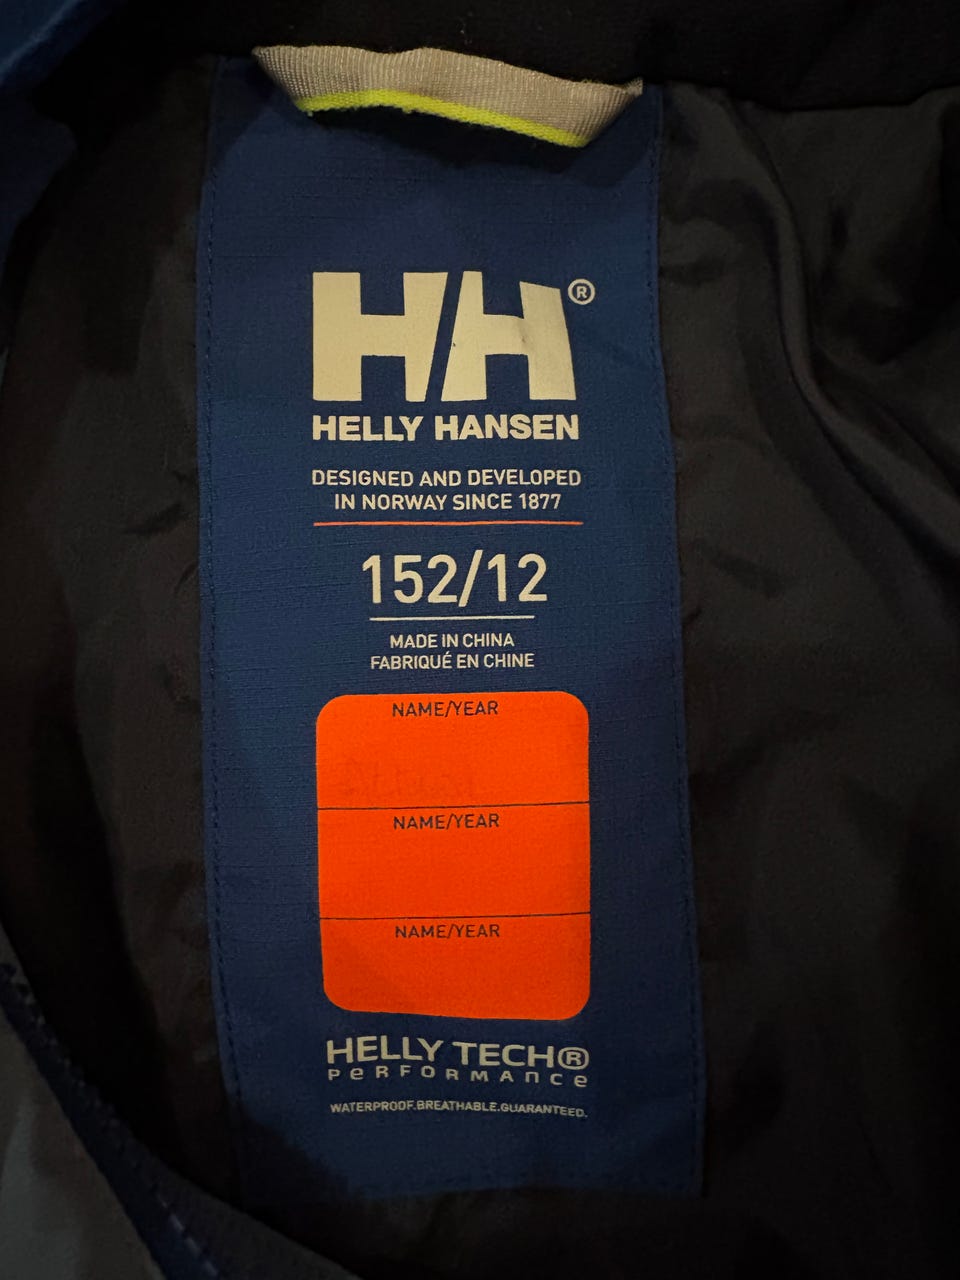 HH®
HELLY HANSEN
DESIGNED AND DEVELOPED
IN NORWAY SINCE 1877
152/12
MADE IN CHINA
FABRIQUÉ EN CHINE
NAME/YEAR
NAME/YEAR
NAME/YEAR
HELLY TECH®
PeRFORMANce
WATERPROOF.BREATHABLE.GUARANTEED.